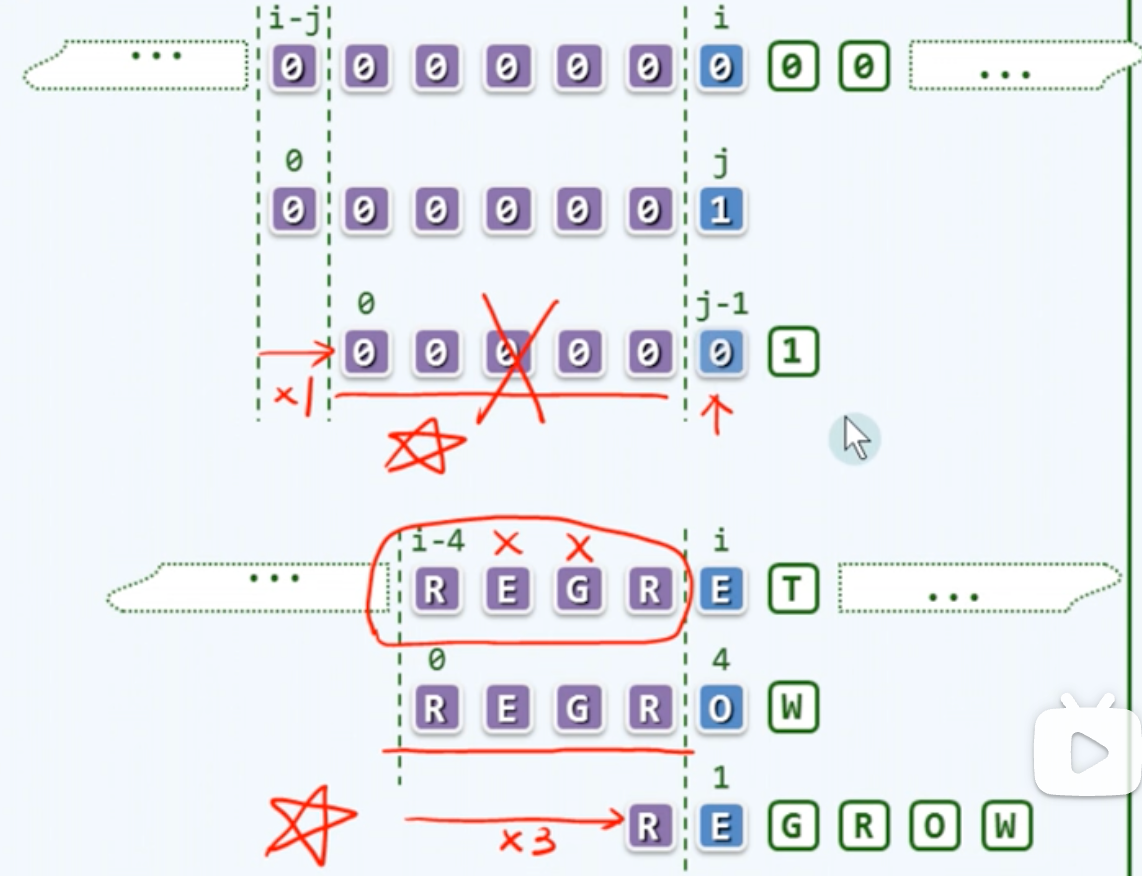 i-j i
... 0 0 0 0 0 0 0 0 0 ...
0 j
0 0 0 0 0 0 1
0 j-1
0 0 0 0 0 0 1
×1
i-4 × × i
... R E G R E T ...
0 4
R E G R O W
1
R E G R O W
×3